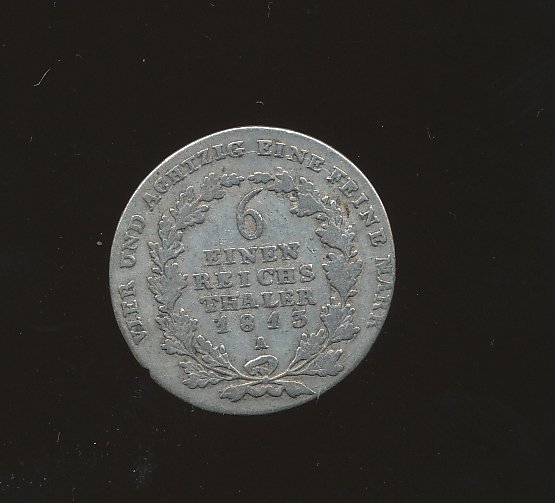 VIER UND ACHTZIG EINE FEINE MARK
6
EINEN
REICHS
THALER
1813
A